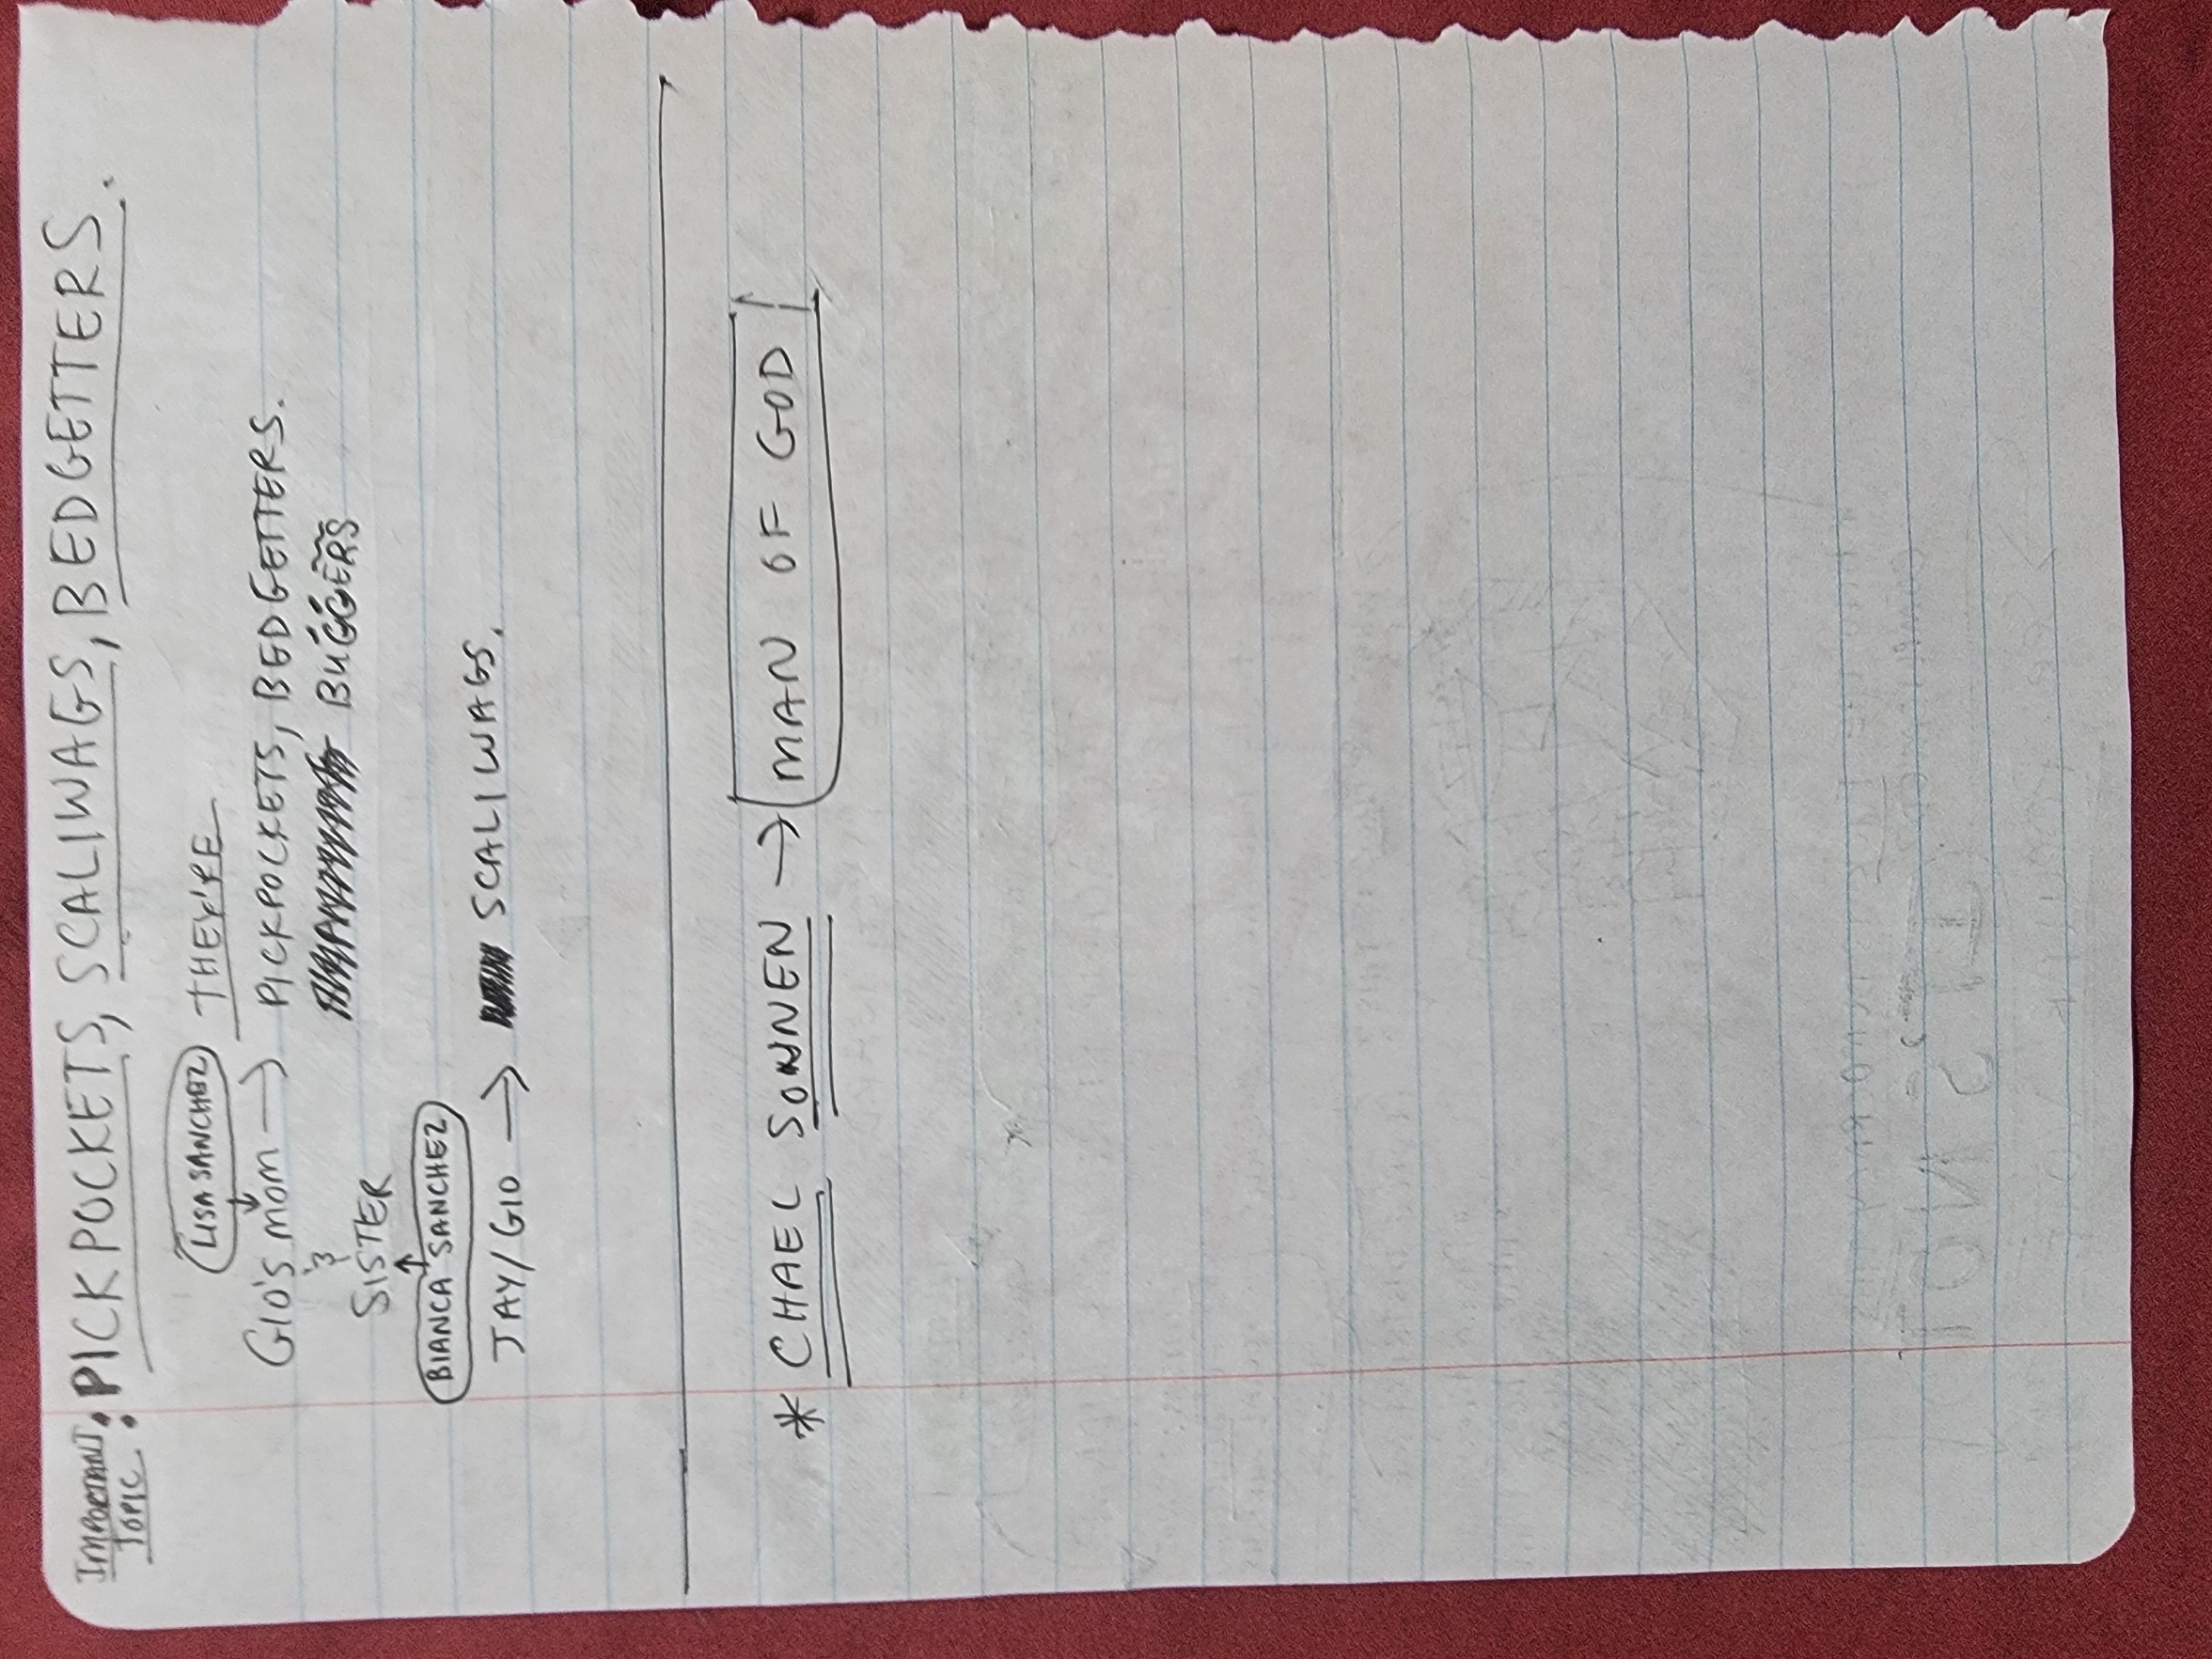 IMPORTANT TOPIC: PICKPOCKETS, SCALIWAGS, BEDGETTERS.
LISA SANCHEZ THEY'RE
GIO'S MOM → PICKPOCKETS, BEDGETTERS.
& BUGGERS
SISTER
BIANCA SANCHEZ
JAY/GIO → SCALIWAGS.
* CHAEL SONNEN → MAN OF GOD!